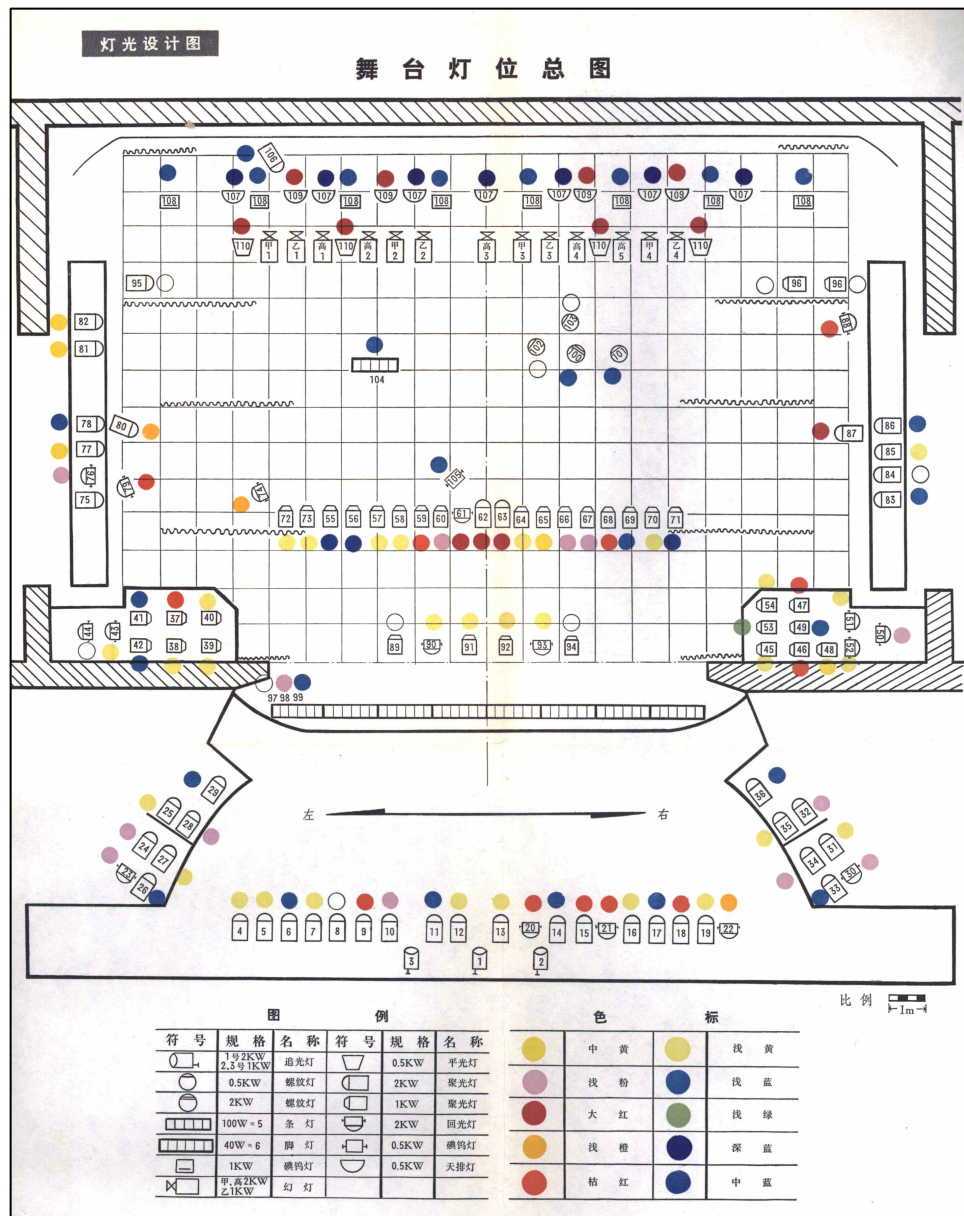 灯光设计图
舞台灯位总图
106
107 109 107 109 107 107 107 109 107 109 107
108 108 108 108 108 108 108 108
110 甲1 乙1 高1 110 高2 甲2 乙2 高3 甲3 乙3 高4 110 高5 甲4 乙4 110
95 96 96
82 103 88
81 102 100 101
104
78 80 87 86
77 85
76 79 105 84
75 74 83
72 73 55 56 57 58 59 60 61 62 63 64 65 66 67 68 69 70 71
41 37 40 54 47
44 43 53 49 51 50
42 38 39 89 90 91 92 93 94 45 46 48 52
97 98 99
29 36
25 28 35 32
左 右
24 27 34 31
23 26 33 30
4 5 6 7 8 9 10 11 12 13 20 14 15 21 16 17 18 19 22
3 1 2
比例
1m
图例
符号 规格 名称 符号 规格 名称
1号2KW
2,3号1KW 追光灯 0.5KW 平光灯
0.5KW 螺纹灯 2KW 聚光灯
2KW 螺纹灯 1KW 聚光灯
100W×5 条灯 2KW 回光灯
40W×6 脚灯 0.5KW 碘钨灯
1KW 碘钨灯 0.5KW 天排灯
甲,高2KW
乙1KW 幻灯
色标
中黄 浅黄
浅粉 浅蓝
大红 浅绿
浅橙 深蓝
桔红 中蓝